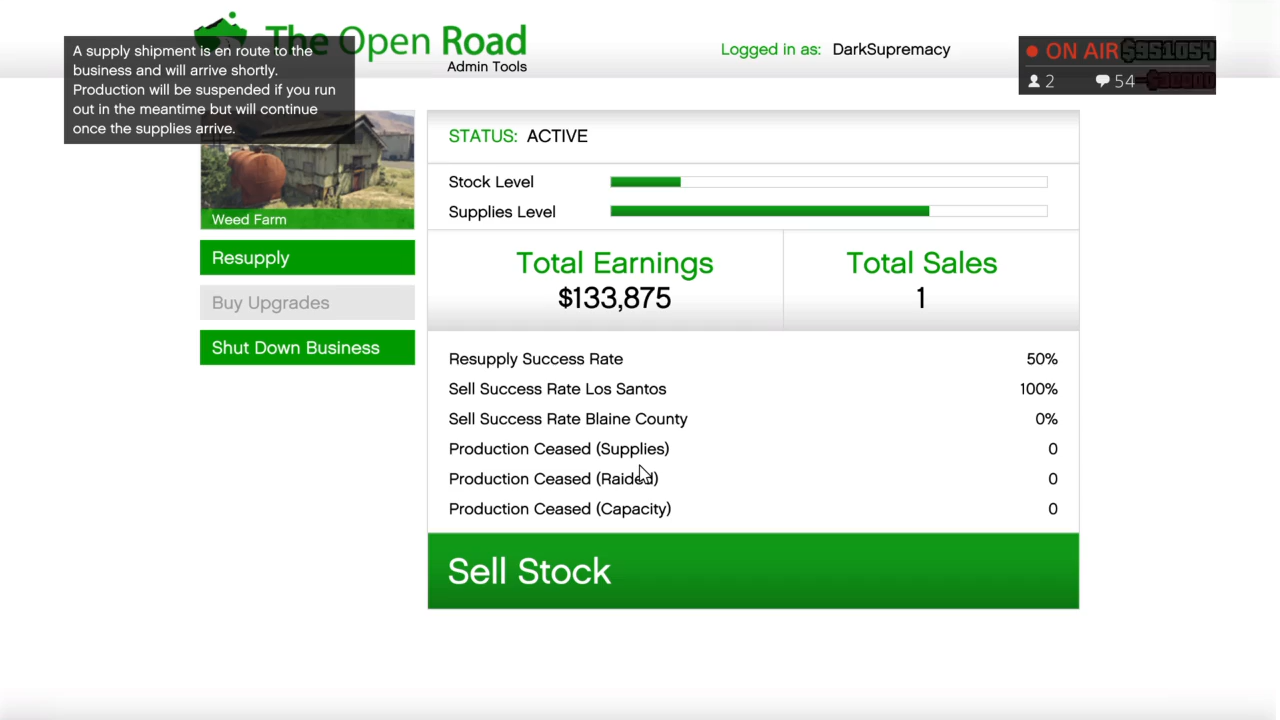 A supply shipment is en route to the
business and will arrive shortly.
Production will be suspended if you run
out in the meantime but will continue
once the supplies arrive.
The Open Road
Admin Tools
Logged in as: DarkSupremacy
ON AIR $951054
2 54
Weed Farm
Resupply
Buy Upgrades
Shut Down Business
STATUS: ACTIVE
Stock Level
Supplies Level
Total Earnings
$133,875
Total Sales
1
Resupply Success Rate 50%
Sell Success Rate Los Santos 100%
Sell Success Rate Blaine County 0%
Production Ceased (Supplies) 0
Production Ceased (Raided) 0
Production Ceased (Capacity) 0
Sell Stock